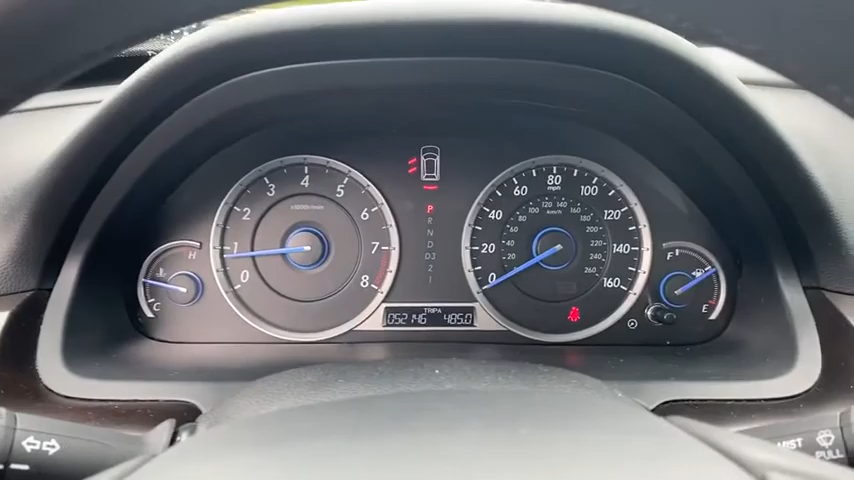 0 1 2 3 4 5 6 7 8
x1000r/min
P
R
N
D
D3
2
1
0 20 40 60 80 100 120 140 160
mph
20 40 60 80 100 120 140 160 180 200 220 240 260
km/h
H
C
F
E
TRIP A
052146 485.0
MIST
PULL